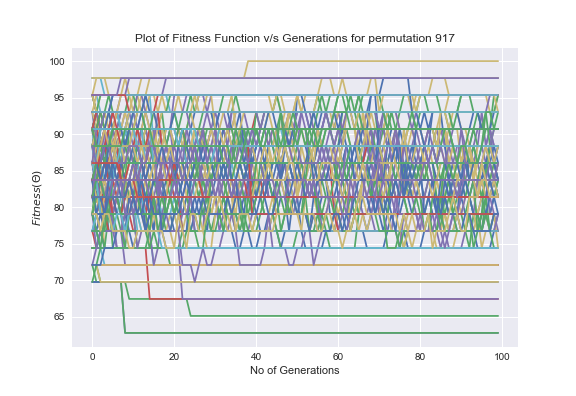 Plot of Fitness Function v/s Generations for permutation 917
100
95
90
85
80
75
70
65
Fitness(Θ)
0 20 40 60 80 100
No of Generations